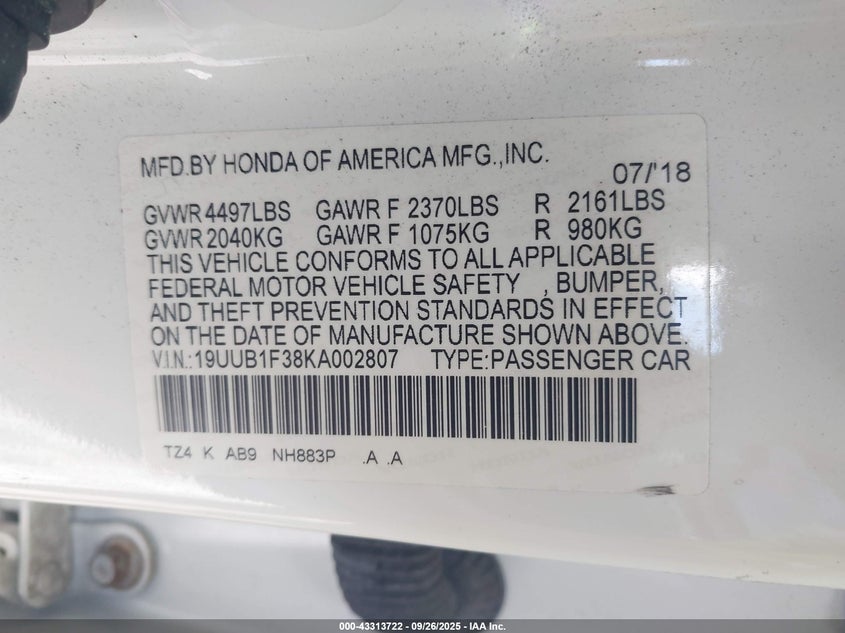 MFD.BY HONDA OF AMERICA MFG.,INC.
07/'18
GVWR 4497LBS GAWR F 2370LBS R 2161LBS
GVWR 2040KG GAWR F 1075KG R 980KG
THIS VEHICLE CONFORMS TO ALL APPLICABLE
FEDERAL MOTOR VEHICLE SAFETY , BUMPER,
AND THEFT PREVENTION STANDARDS IN EFFECT
ON THE DATE OF MANUFACTURE SHOWN ABOVE.
V.I.N.:19UUB1F38KA002807 TYPE:PASSENGER CAR
TZ4 K AB9 NH883P .A .A
000-43313722 - 09/26/2025 - IAA Inc.